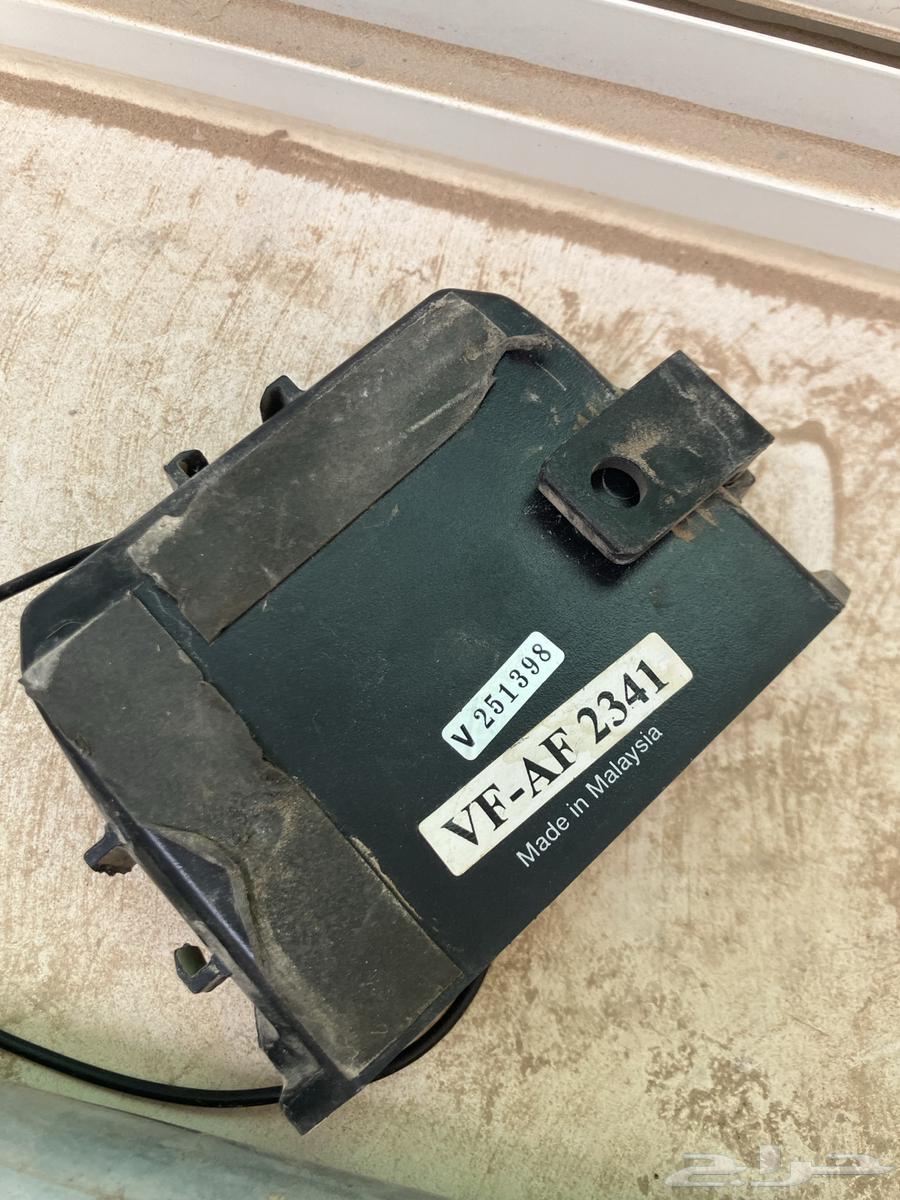 V 251398
VF-AF 2341
Made in Malaysia
حراج